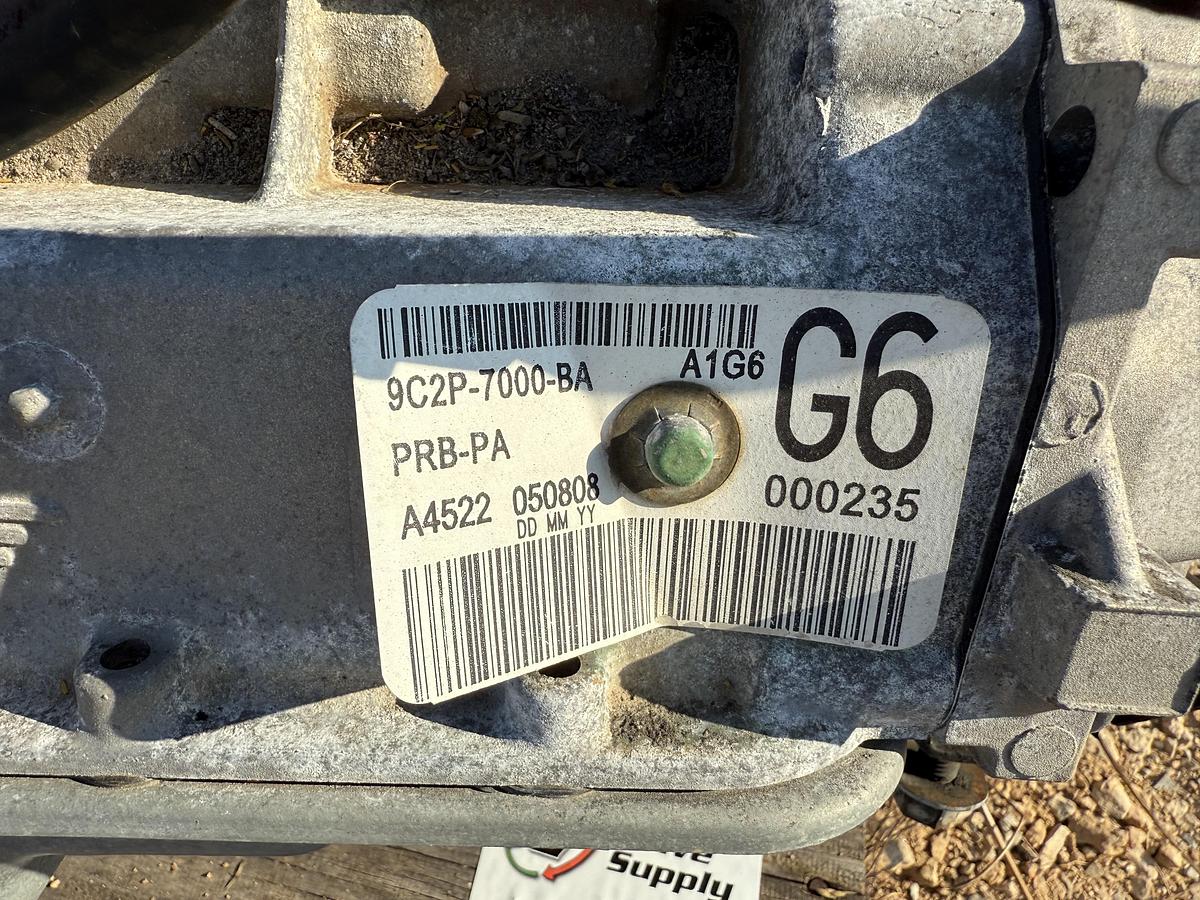 A1G6
G6
9C2P-7000-BA
PRB-PA
A4522 050808
DD MM YY
000235
Supply